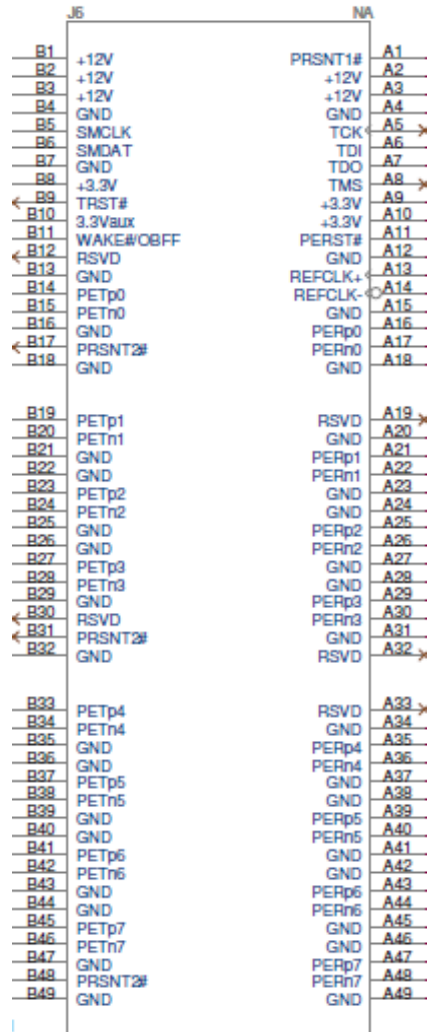 J6 NA
B1 +12V PRSNT1# A1
B2 +12V +12V A2
B3 +12V +12V A3
B4 GND GND A4
B5 SMCLK TCK A5
B6 SMDAT TDI A6
B7 GND TDO A7
B8 +3.3V TMS A8
B9 TRST# +3.3V A9
B10 3.3Vaux +3.3V A10
B11 WAKE#/OBFF PERST# A11
B12 RSVD GND A12
B13 GND REFCLK+ A13
B14 PETp0 REFCLK- A14
B15 PETn0 GND A15
B16 GND PERp0 A16
B17 PRSNT2# PERn0 A17
B18 GND GND A18
B19 PETp1 RSVD A19
B20 PETn1 GND A20
B21 GND PERp1 A21
B22 GND PERn1 A22
B23 PETp2 GND A23
B24 PETn2 GND A24
B25 GND PERp2 A25
B26 GND PERn2 A26
B27 PETp3 GND A27
B28 PETn3 GND A28
B29 GND PERp3 A29
B30 RSVD PERn3 A30
B31 PRSNT2# GND A31
B32 GND RSVD A32
B33 PETp4 RSVD A33
B34 PETn4 GND A34
B35 GND PERp4 A35
B36 GND PERn4 A36
B37 PETp5 GND A37
B38 PETn5 GND A38
B39 GND PERp5 A39
B40 GND PERn5 A40
B41 PETp6 GND A41
B42 PETn6 GND A42
B43 GND PERp6 A43
B44 GND PERn6 A44
B45 PETp7 GND A45
B46 PETn7 GND A46
B47 GND PERp7 A47
B48 PRSNT2# PERn7 A48
B49 GND GND A49